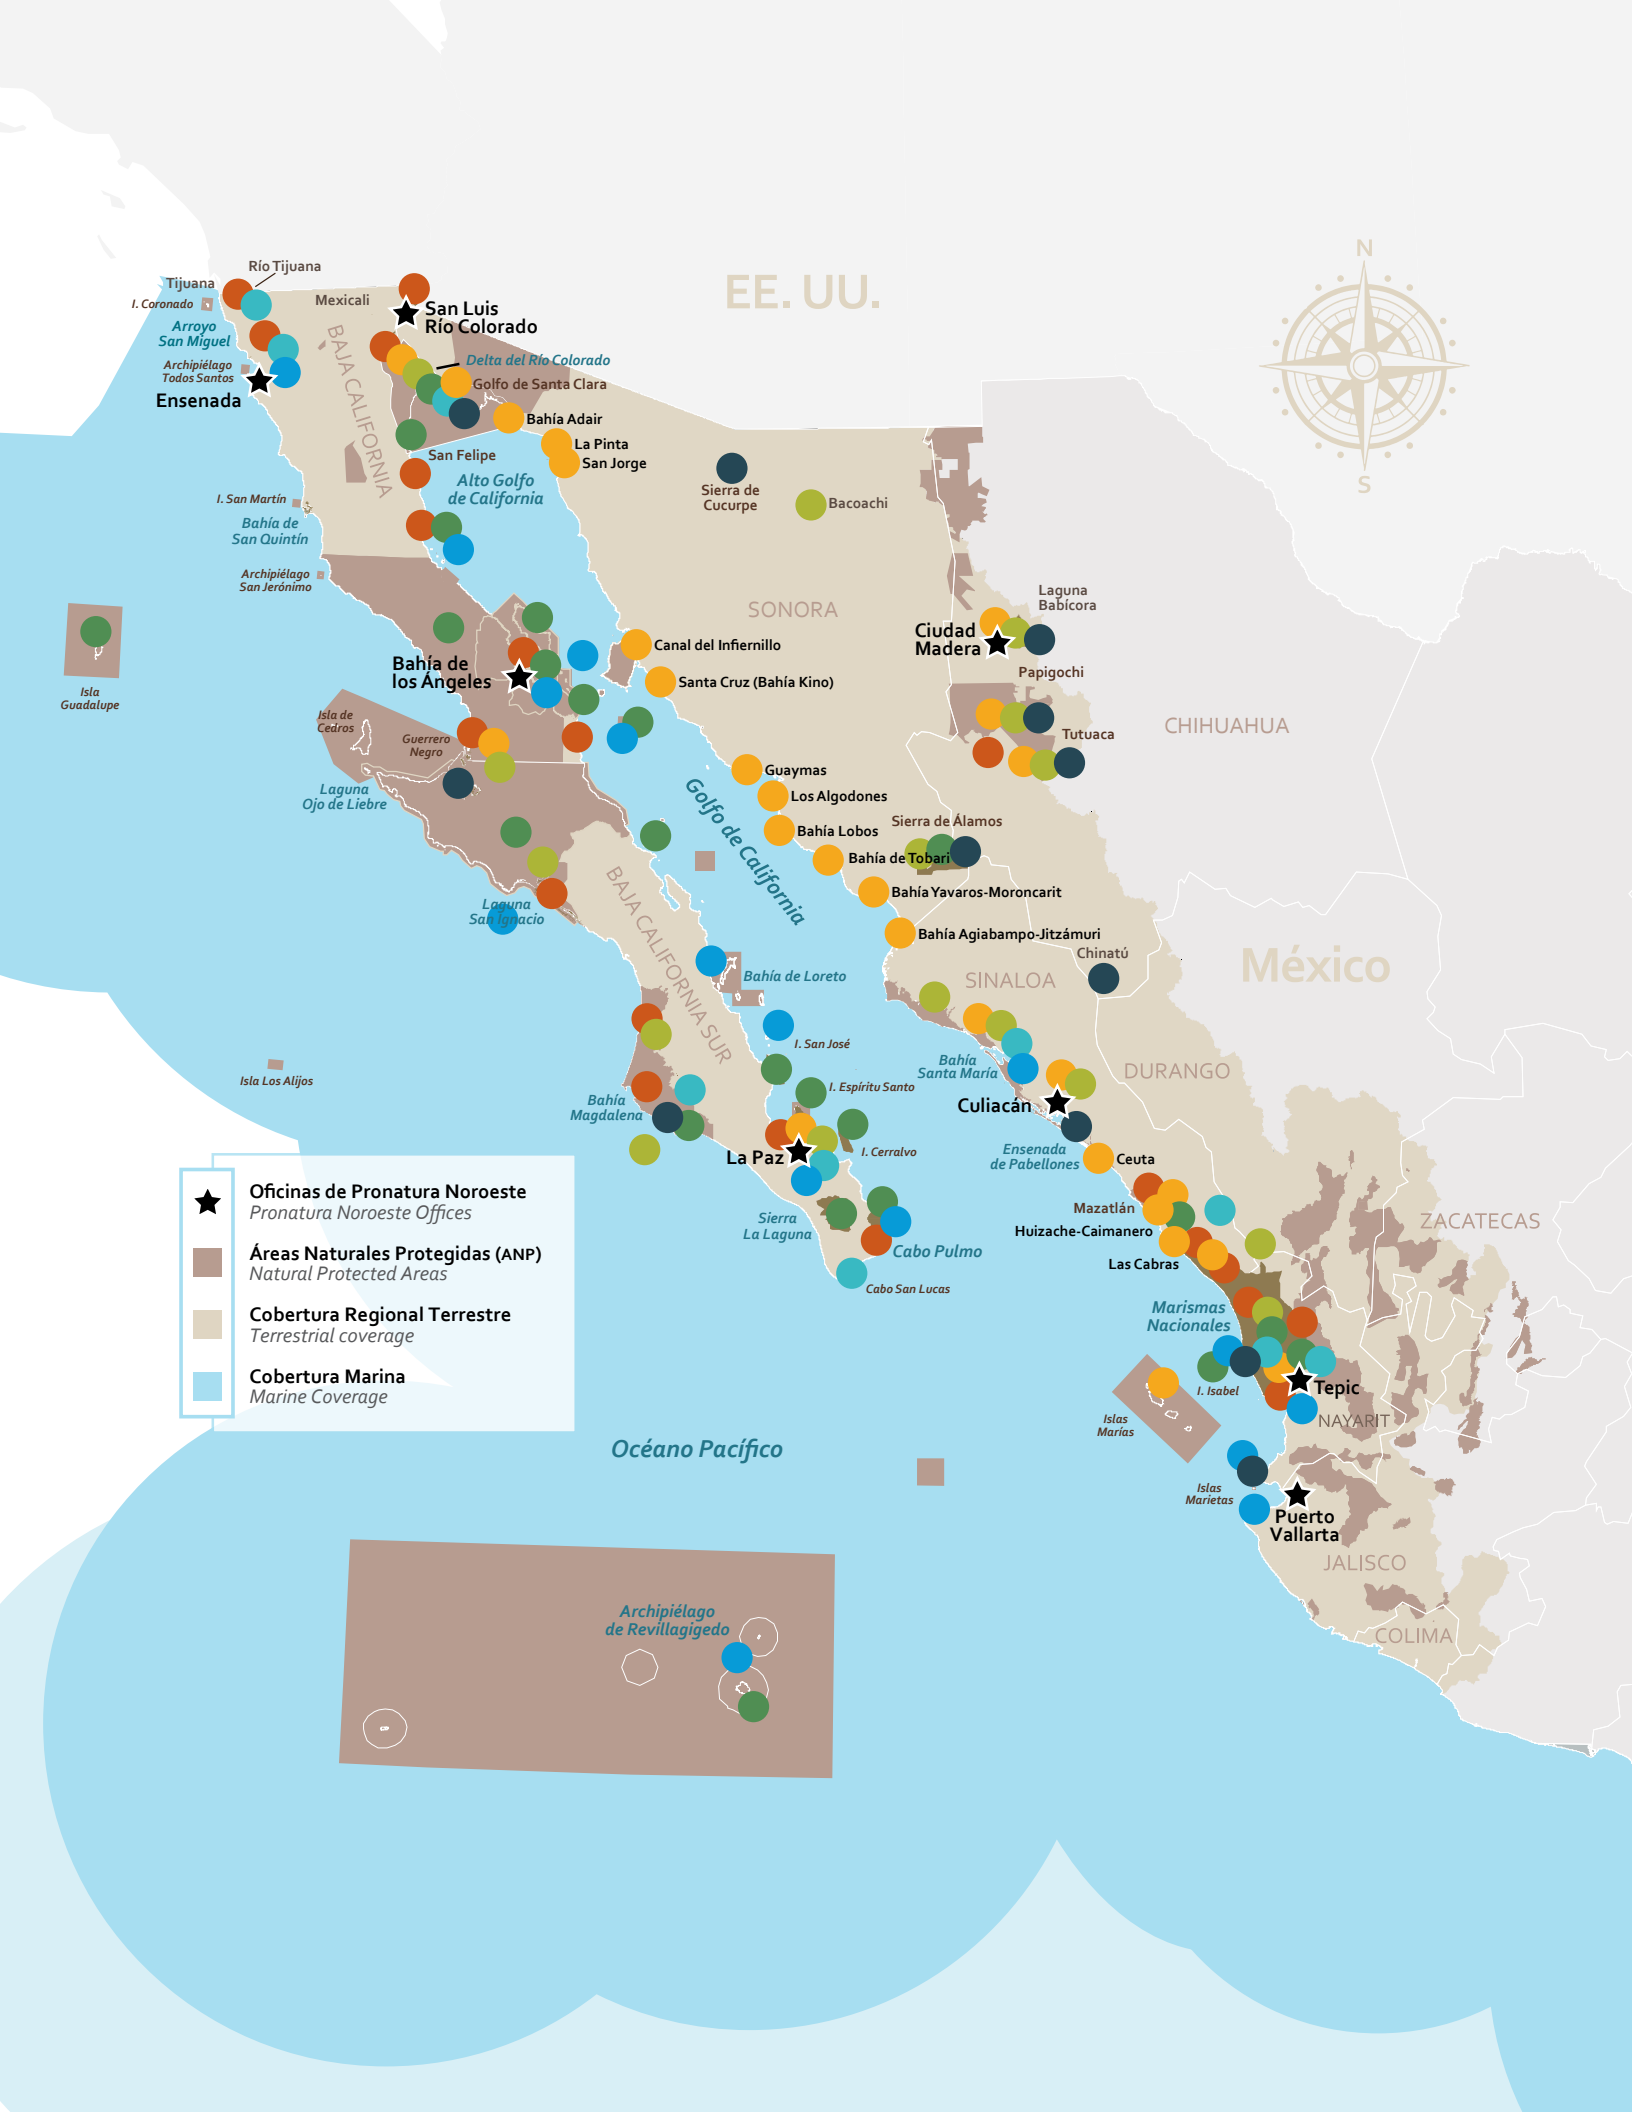 N
S
EE. UU.
Río Tijuana
Tijuana
I. Coronado
Mexicali
San Luis
Río Colorado
Arroyo
San Miguel
BAJA CALIFORNIA
Delta del Río Colorado
Archipiélago
Todos Santos
Golfo de Santa Clara
Ensenada
Bahía Adair
La Pinta
San Jorge
San Felipe
Alto Golfo
de California
Sierra de
Cucurpe
Bacoachi
I. San Martín
Bahía de
San Quintín
Archipiélago
San Jerónimo
SONORA
Laguna
Babícora
Ciudad
Madera
Papigochi
Canal del Infiernillo
Santa Cruz (Bahía Kino)
Bahía de
los Ángeles
Isla
Guadalupe
Isla de
Cedros
Guerrero
Negro
Tutuaca
CHIHUAHUA
Guaymas
Los Algodones
Laguna
Ojo de Liebre
Golfo de California
Bahía Lobos
Sierra de Álamos
Bahía de Tobari
Bahía Yavaros-Moroncarit
Laguna
San Ignacio
BAJA CALIFORNIA SUR
Bahía Agiabampo-Jitzámuri
Chinatú
México
Bahía de Loreto
SINALOA
I. San José
Bahía
Santa María
DURANGO
Isla Los Alijos
I. Espíritu Santo
Bahía
Magdalena
Culiacán
La Paz
I. Cerralvo
Ensenada
de Pabellones
Ceuta
Mazatlán
Huizache-Caimanero
ZACATECAS
Sierra
La Laguna
Cabo Pulmo
Las Cabras
Cabo San Lucas
Marismas
Nacionales
I. Isabel
Tepic
NAYARIT
Islas
Marías
Islas
Marietas
Puerto
Vallarta
JALISCO
COLIMA
Oficinas de Pronatura Noroeste
Pronatura Noroeste Offices
Áreas Naturales Protegidas (ANP)
Natural Protected Areas
Cobertura Regional Terrestre
Terrestrial coverage
Cobertura Marina
Marine Coverage
Océano Pacífico
Archipiélago
de Revillagigedo